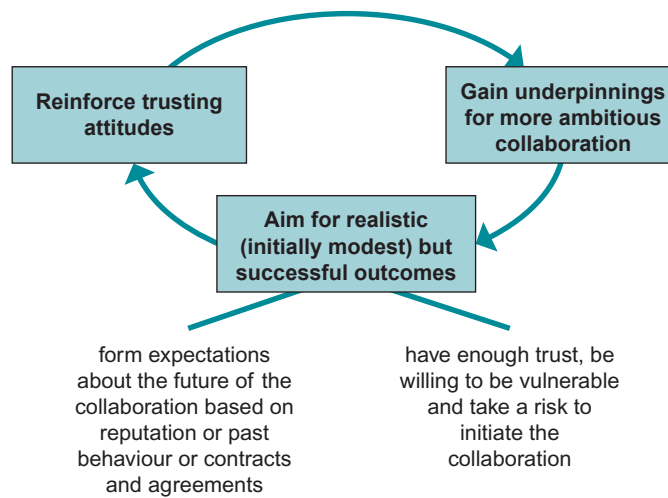 Reinforce trusting
attitudes
Gain underpinnings
for more ambitious
collaboration
Aim for realistic
(initially modest) but
successful outcomes
form expectations
about the future of the
collaboration based on
reputation or past
behaviour or contracts
and agreements
have enough trust, be
willing to be vulnerable
and take a risk to
initiate the
collaboration